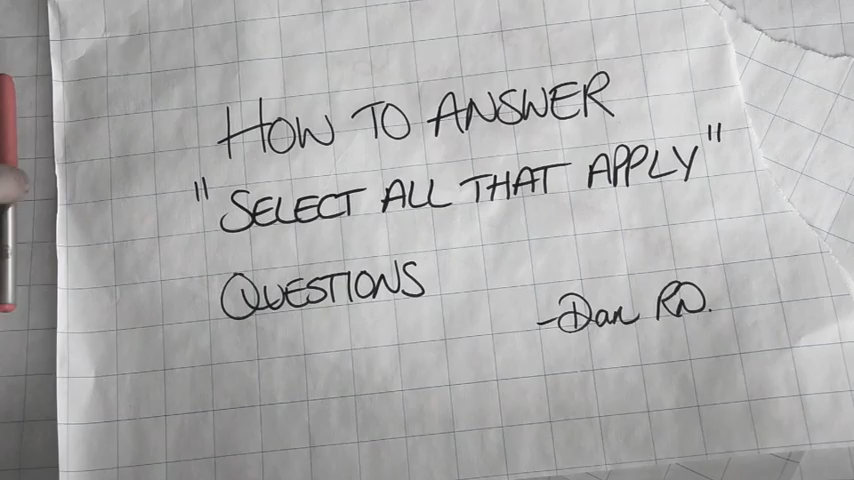 HOW TO ANSWER
"SELECT ALL THAT APPLY"
QUESTIONS
-Dan RN.